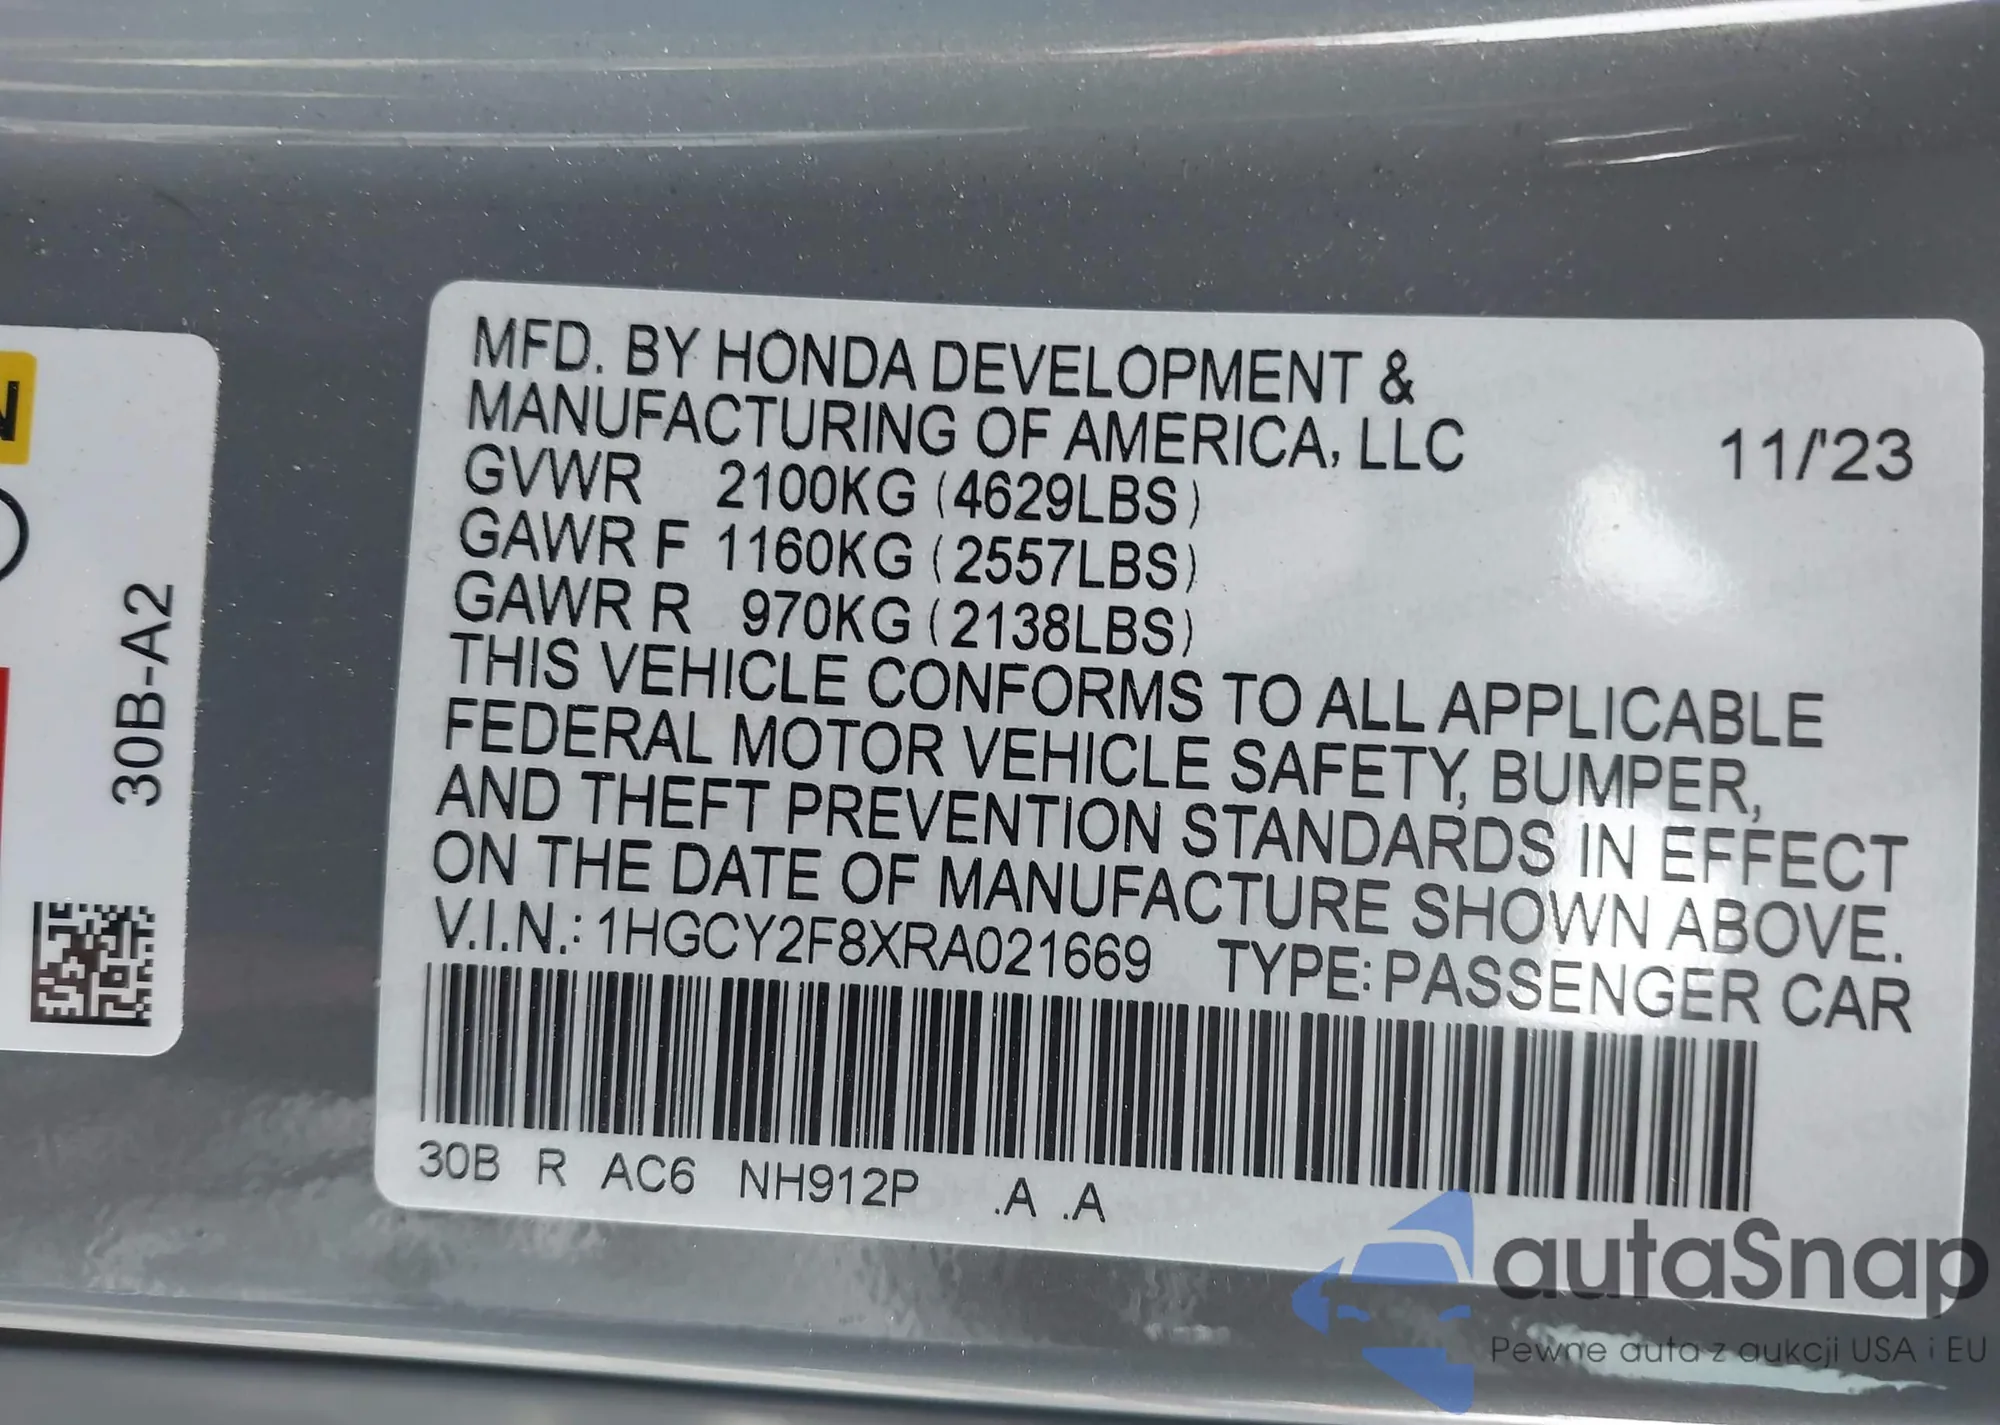 MFD. BY HONDA DEVELOPMENT &
MANUFACTURING OF AMERICA, LLC 11/'23
GVWR 2100KG (4629LBS)
GAWR F 1160KG (2557LBS)
GAWR R 970KG (2138LBS)
THIS VEHICLE CONFORMS TO ALL APPLICABLE
FEDERAL MOTOR VEHICLE SAFETY, BUMPER,
AND THEFT PREVENTION STANDARDS IN EFFECT
ON THE DATE OF MANUFACTURE SHOWN ABOVE.
V.I.N.: 1HGCY2F8XRA021669 TYPE: PASSENGER CAR
30B R AC6 NH912P .A .A
30B-A2
autaSnap
Pewne auta z aukcji USA i EU